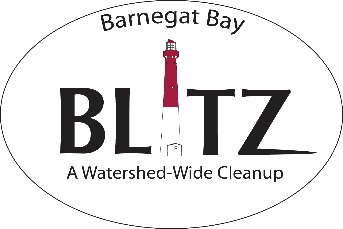 Barnegat Bay
BLITZ
A Watershed-Wide Cleanup